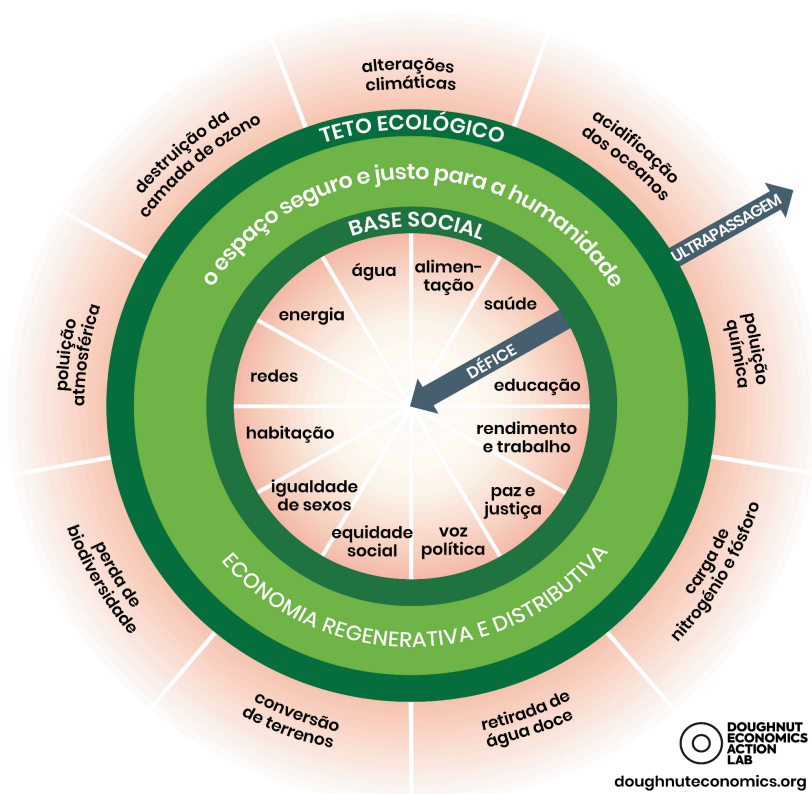 alterações
climáticas
acidificação
dos oceanos
ULTRAPASSAGEM
poluição
química
carga de
nitrogénio e fósforo
retirada de
água doce
conversão
de terrenos
perda de
biodiversidade
poluição
atmosférica
destruição da
camada de ozono
TETO ECOLÓGICO
o espaço seguro e justo para a humanidade
BASE SOCIAL
água
alimen-
tação
saúde
DÉFICE
educação
rendimento
e trabalho
paz e
justiça
voz
política
equidade
social
igualdade
de sexos
habitação
redes
energia
ECONOMIA REGENERATIVA E DISTRIBUTIVA
DOUGHNUT
ECONOMICS
ACTION
LAB
doughnuteconomics.org